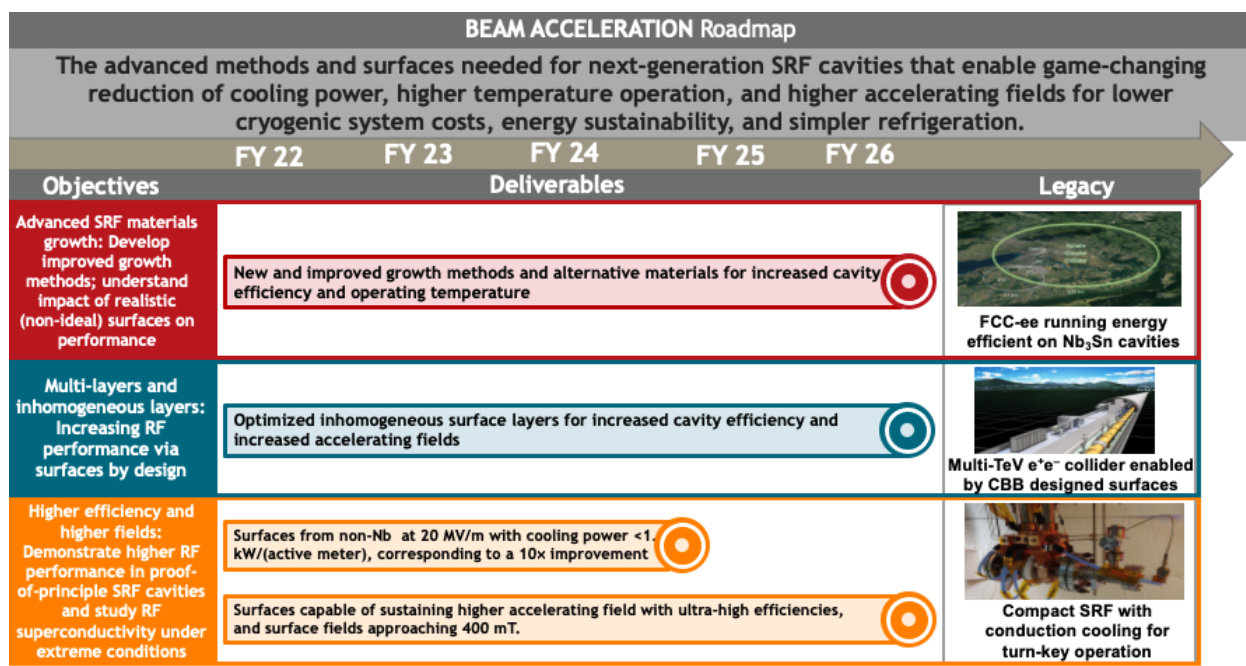 BEAM ACCELERATION Roadmap
The advanced methods and surfaces needed for next-generation SRF cavities that enable game-changing
reduction of cooling power, higher temperature operation, and higher accelerating fields for lower
cryogenic system costs, energy sustainability, and simpler refrigeration.
FY 22
FY 23
FY 24
FY 25
FY 26
Objectives
Deliverables
Legacy
Advanced SRF materials
growth: Develop
improved growth
methods; understand
impact of realistic
(non-ideal) surfaces on
performance
New and improved growth methods and alternative materials for increased cavity
efficiency and operating temperature
FCC-ee running energy
efficient on Nb₃Sn cavities
Multi-layers and
inhomogeneous layers:
Increasing RF
performance via
surfaces by design
Optimized inhomogeneous surface layers for increased cavity efficiency and
increased accelerating fields
Multi-TeV e⁺e⁻ collider enabled
by CBB designed surfaces
Higher efficiency and
higher fields:
Demonstrate higher RF
performance in proof-
of-principle SRF cavities
and study RF
superconductivity under
extreme conditions
Surfaces from non-Nb at 20 MV/m with cooling power <1.
kW/(active meter), corresponding to a 10× improvement
Surfaces capable of sustaining higher accelerating field with ultra-high efficiencies,
and surface fields approaching 400 mT.
Compact SRF with
conduction cooling for
turn-key operation